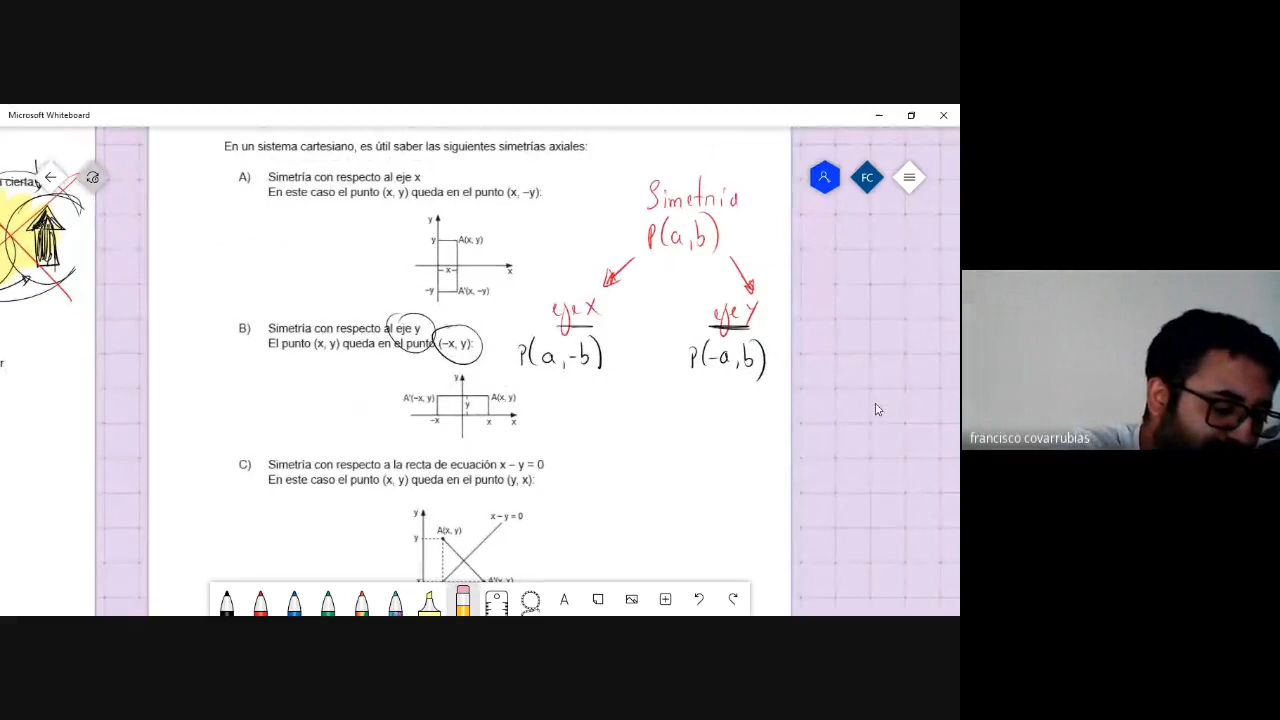 Microsoft Whiteboard
En un sistema cartesiano, es útil saber las siguientes simetrías axiales:
A) Simetría con respecto al eje x
En este caso el punto (x, y) queda en el punto (x, –y):
y
y
A(x, y)
x
x
–y
A'(x, –y)
B) Simetría con respecto al eje y
El punto (x, y) queda en el punto (–x, y):
y
A'(–x, y)
A(x, y)
y
–x
x
x
C) Simetría con respecto a la recta de ecuación x – y = 0
En este caso el punto (x, y) queda en el punto (y, x):
y
x – y = 0
A(x, y)
y
Simetria
P(a,b)
eje X
eje Y
P(a,-b)
P(-a,b)
FC
A
francisco covarrubias